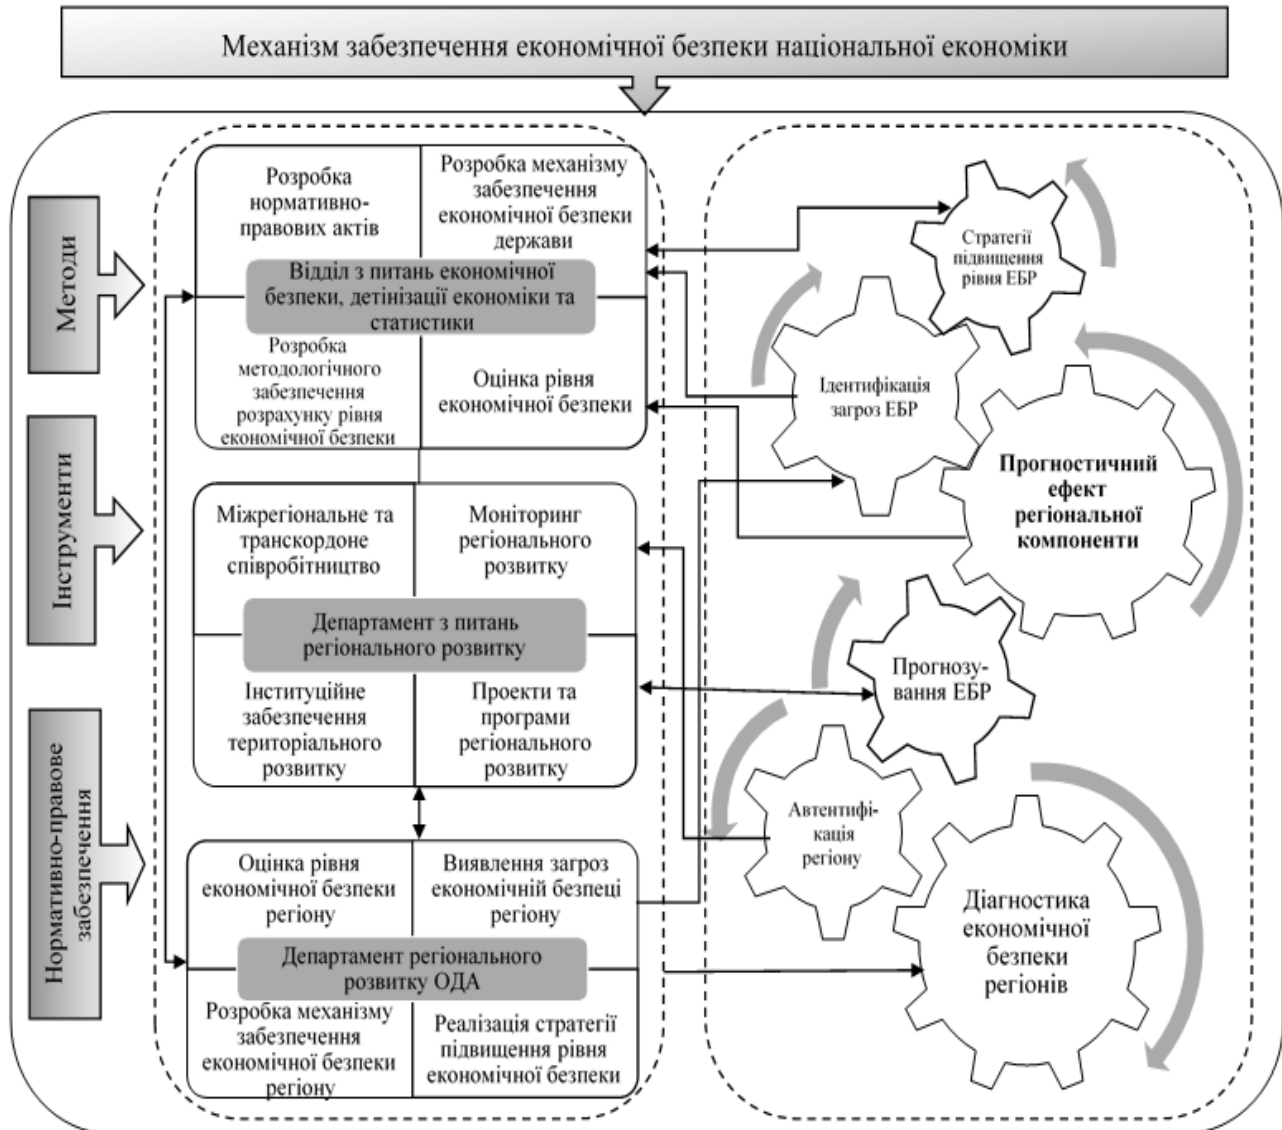 Механізм забезпечення економічної безпеки національної економіки
Методи
Інструменти
Нормативно-правове
забезпечення
Розробка
нормативно-
правових актів
Розробка механізму
забезпечення
економічної безпеки
держави
Відділ з питань економічної
безпеки, детінізації економіки та
статистики
Розробка
методологічного
забезпечення
розрахунку рівня
економічної безпеки
Оцінка рівня
економічної безпеки
Міжрегіональне та
транскордоне
співробітництво
Моніторинг
регіонального
розвитку
Департамент з питань
регіонального розвитку
Інституційне
забезпечення
територіального
розвитку
Проекти та
програми
регіонального
розвитку
Оцінка рівня
економічної безпеки
регіону
Виявлення загроз
економічній безпеці
регіону
Департамент регіонального
розвитку ОДА
Розробка механізму
забезпечення
економічної безпеки
регіону
Реалізація стратегії
підвищення рівня
економічної безпеки
Стратегії
підвищення
рівня ЕБР
Ідентифікація
загроз ЕБР
Прогностичний
ефект
регіональної
компоненти
Прогнозу-
вання ЕБР
Автентифі-
кація
регіону
Діагностика
економічної
безпеки
регіонів